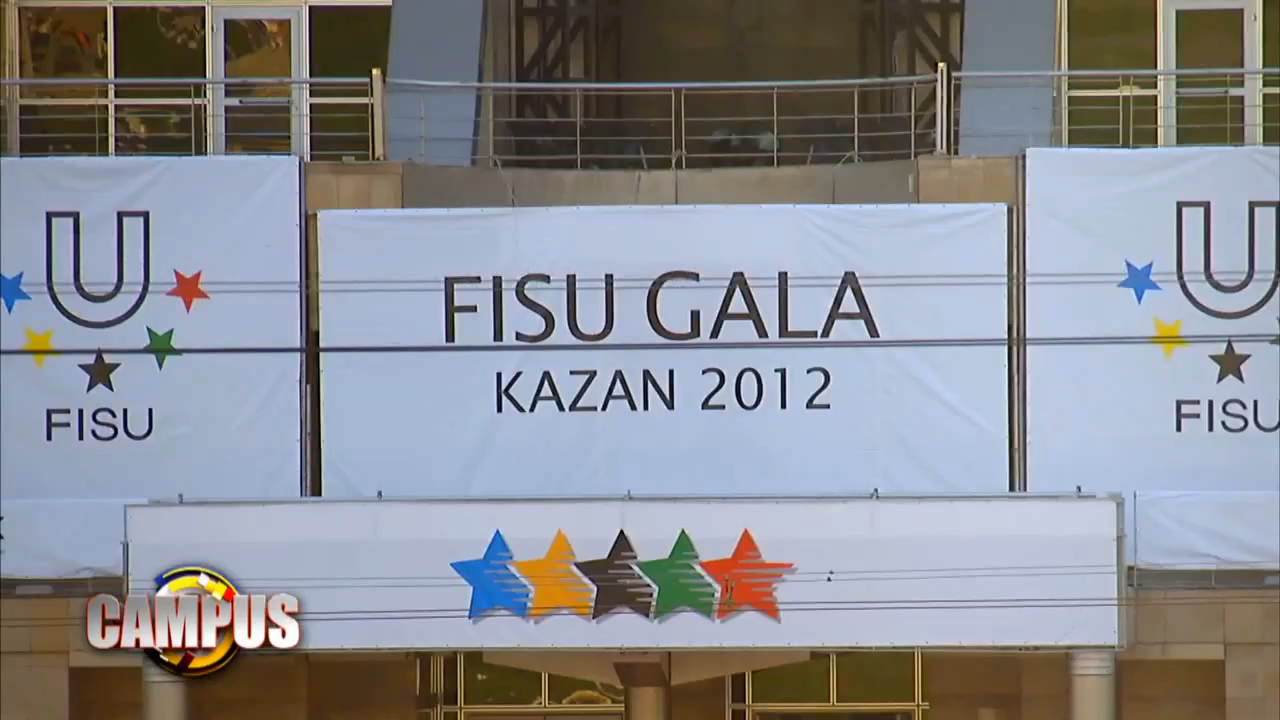 U
FISU
FISU GALA
KAZAN 2012
U
FISU
CAMPUS